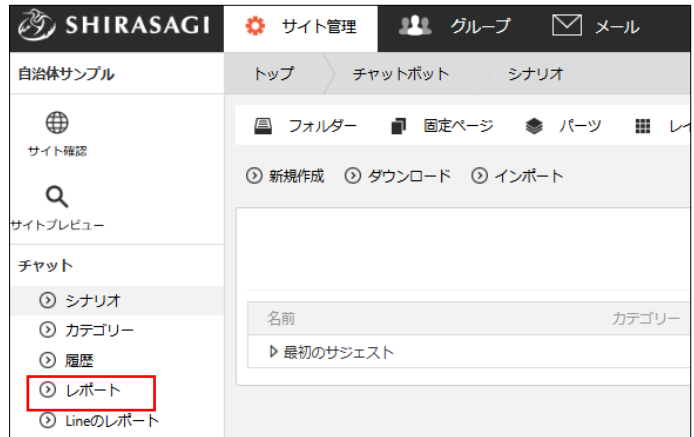 SHIRASAGI サイト管理 グループ メール
自治体サンプル
トップ チャットボット シナリオ
サイト確認
フォルダー 固定ページ パーツ レイ
新規作成 ダウンロード インポート
サイトプレビュー
チャット
シナリオ
カテゴリー
履歴
レポート
Lineのレポート
名前 カテゴリー
最初のサジェスト